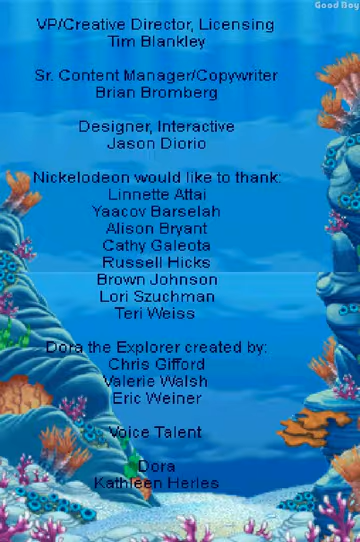 Good Boy
VP/Creative Director, Licensing
Tim Blankley
Sr. Content Manager/Copywriter
Brian Bromberg
Designer, Interactive
Jason Diorio
Nickelodeon would like to thank:
Linnette Attai
Yaacov Barselah
Alison Bryant
Cathy Galeota
Russell Hicks
Brown Johnson
Lori Szuchman
Teri Weiss
Dora the Explorer created by:
Chris Gifford
Valerie Walsh
Eric Weiner
Voice Talent
Dora
Kathleen Herles